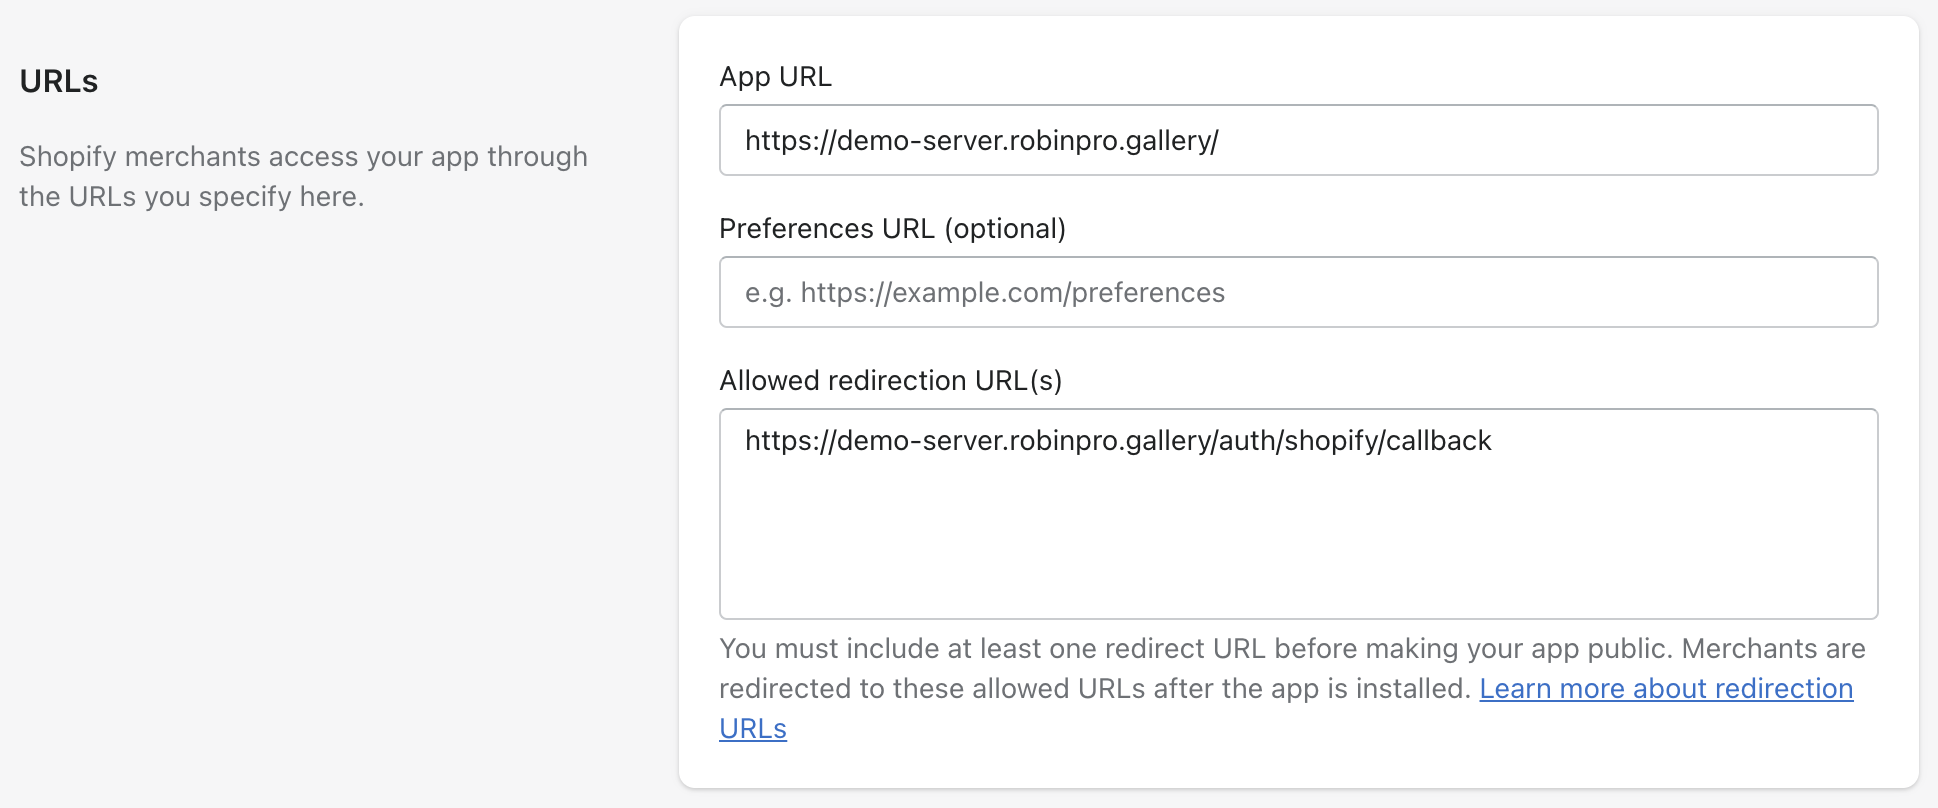 URLs
Shopify merchants access your app through
the URLs you specify here.
App URL
https://demo-server.robinpro.gallery/
Preferences URL (optional)
e.g. https://example.com/preferences
Allowed redirection URL(s)
https://demo-server.robinpro.gallery/auth/shopify/callback
You must include at least one redirect URL before making your app public. Merchants are
redirected to these allowed URLs after the app is installed. Learn more about redirection
URLs